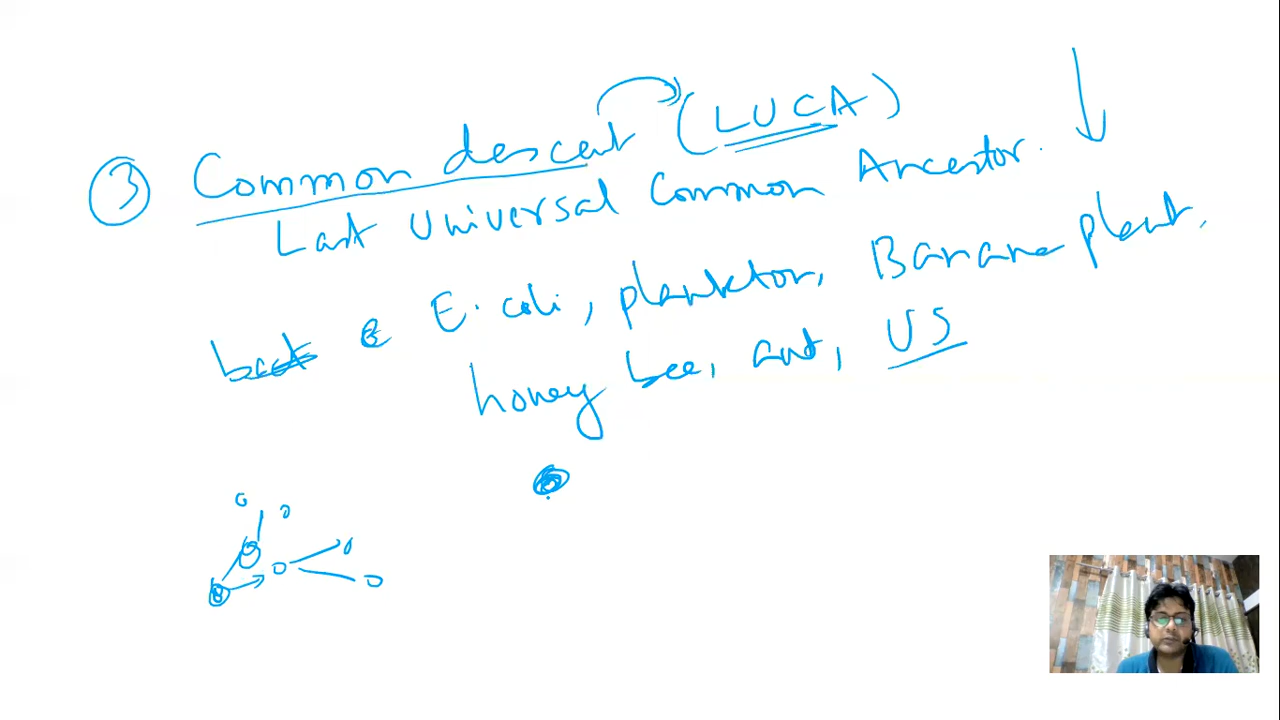 ③ Common descent (LUCA)
Last Universal Common Ancestor.
E. coli, plankton, Banana plant,
honey bee, ant, US